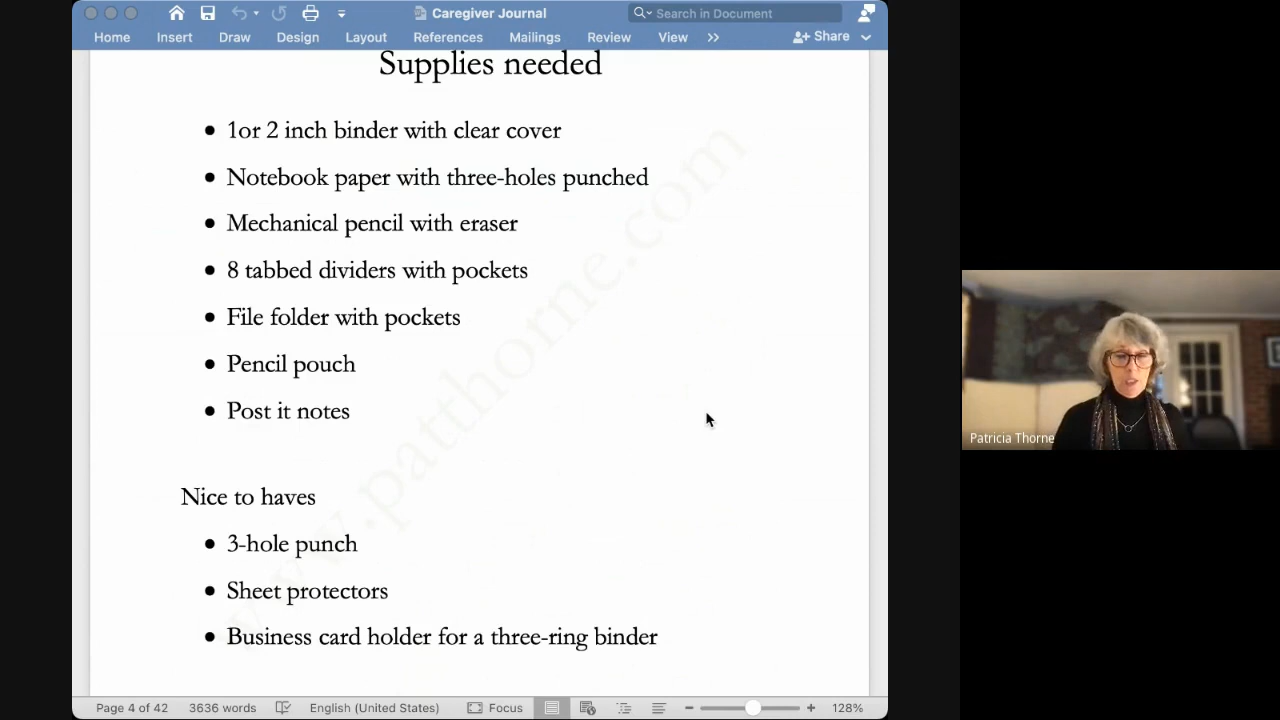 Caregiver Journal
Search in Document
Home Insert Draw Design Layout References Mailings Review View >> Share
Supplies needed
• 1or 2 inch binder with clear cover
• Notebook paper with three-holes punched
• Mechanical pencil with eraser
• 8 tabbed dividers with pockets
• File folder with pockets
• Pencil pouch
• Post it notes
Nice to haves
• 3-hole punch
• Sheet protectors
• Business card holder for a three-ring binder
www.patthorne.com
Patricia Thorne
Page 4 of 42 3636 words English (United States) Focus 128%